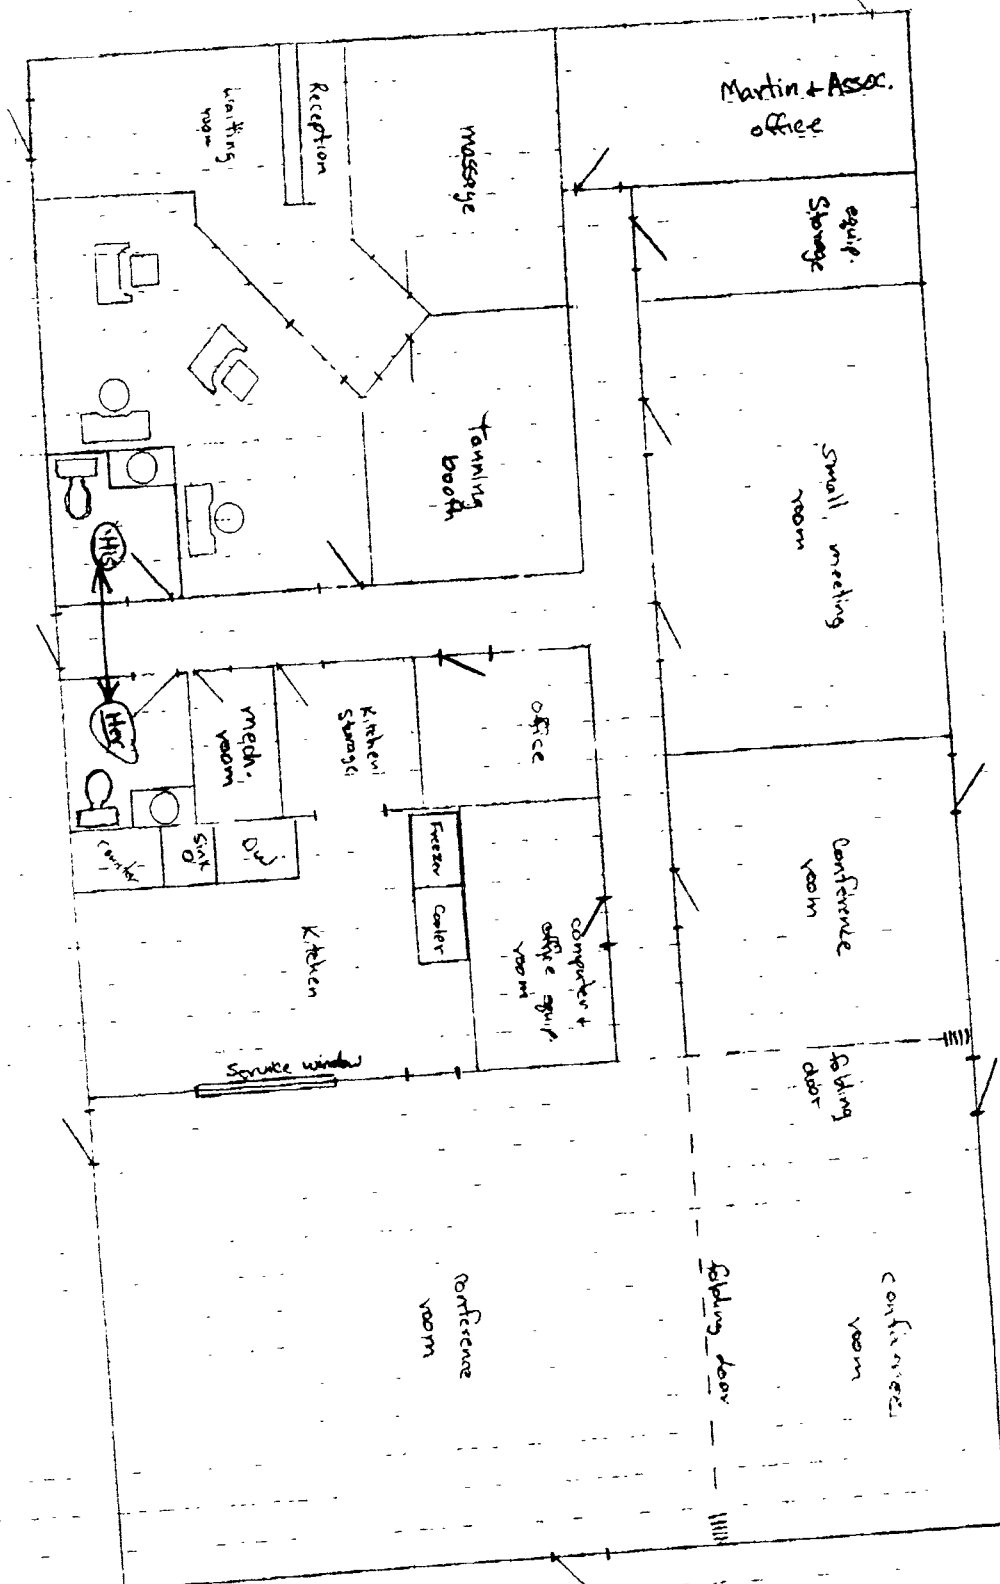 Martin & Assoc.
office
waiting
room
Reception
massage
equip.
Storage
tanning
booth
small meeting
room
His
Her
mech.
room
Kitchen
Storage
office
counter
Sink
DW
Freezer
Cooler
Kitchen
computer +
office equip.
room
Conference
room
Service window
folding
door
conference
room
folding door
room